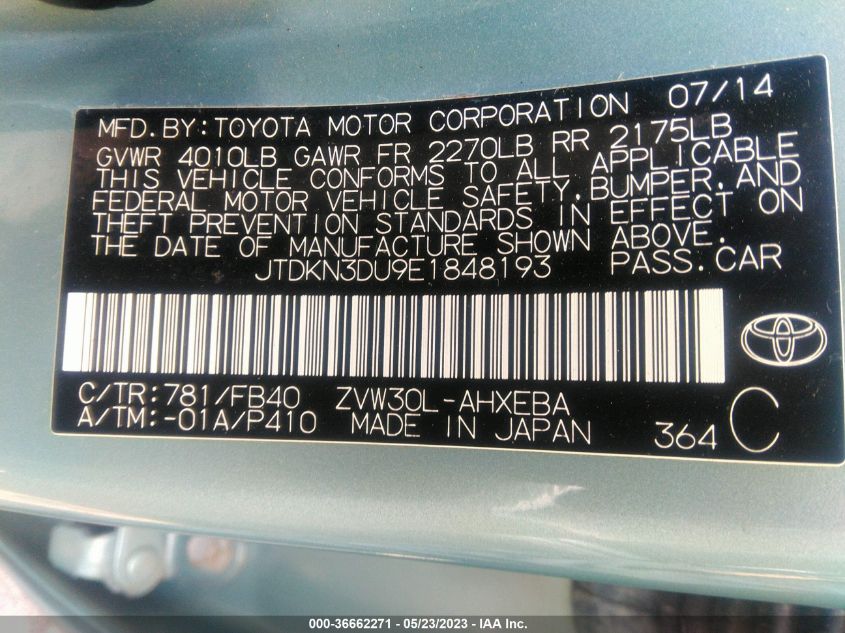 MFD.BY:TOYOTA MOTOR CORPORATION 07/14
GVWR 4010LB GAWR FR 2270LB RR 2175LB
THIS VEHICLE CONFORMS TO ALL APPLICABLE
FEDERAL MOTOR VEHICLE SAFETY,BUMPER,AND
THEFT PREVENTION STANDARDS IN EFFECT ON
THE DATE OF MANUFACTURE SHOWN ABOVE.
JTDKN3DU9E1848193 PASS.CAR
C/TR:781/FB40 ZVW30L-AHXEBA
A/TM:-01A/P410 MADE IN JAPAN 364 C
000-36662271 - 05/23/2023 - IAA Inc.